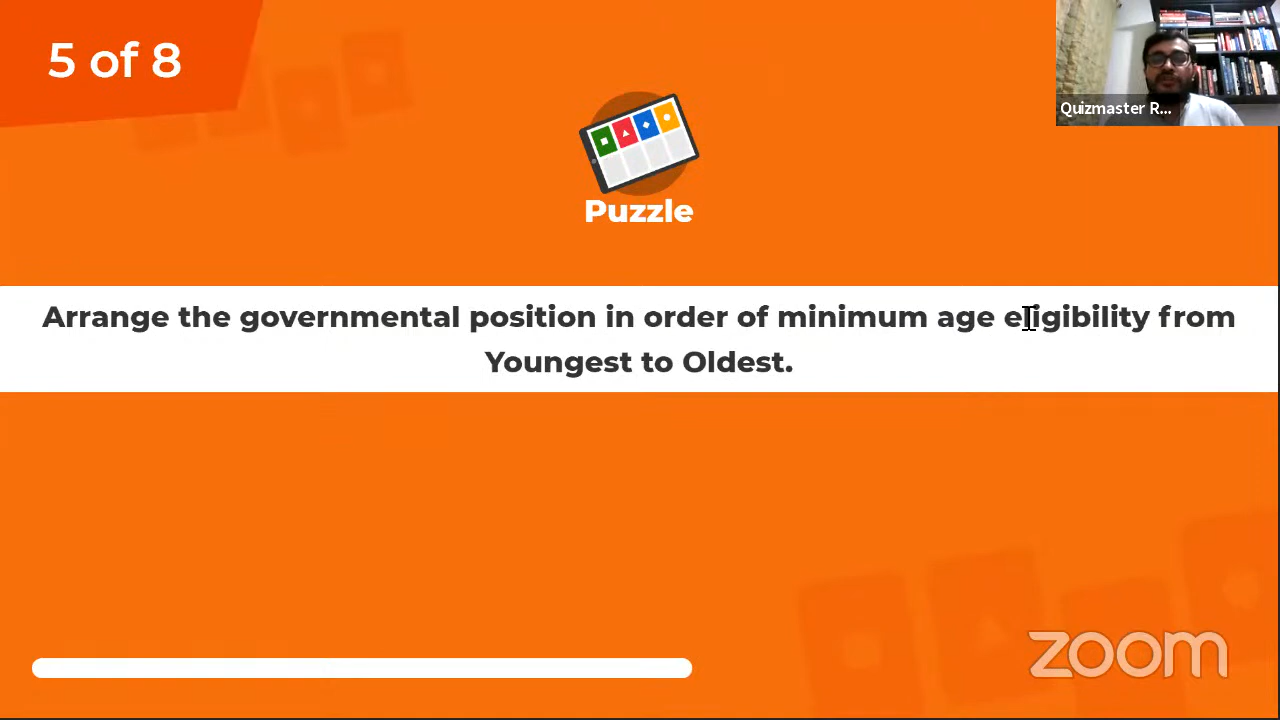 5 of 8
Quizmaster R...
Puzzle
Arrange the governmental position in order of minimum age eligibility from
Youngest to Oldest.
zoom